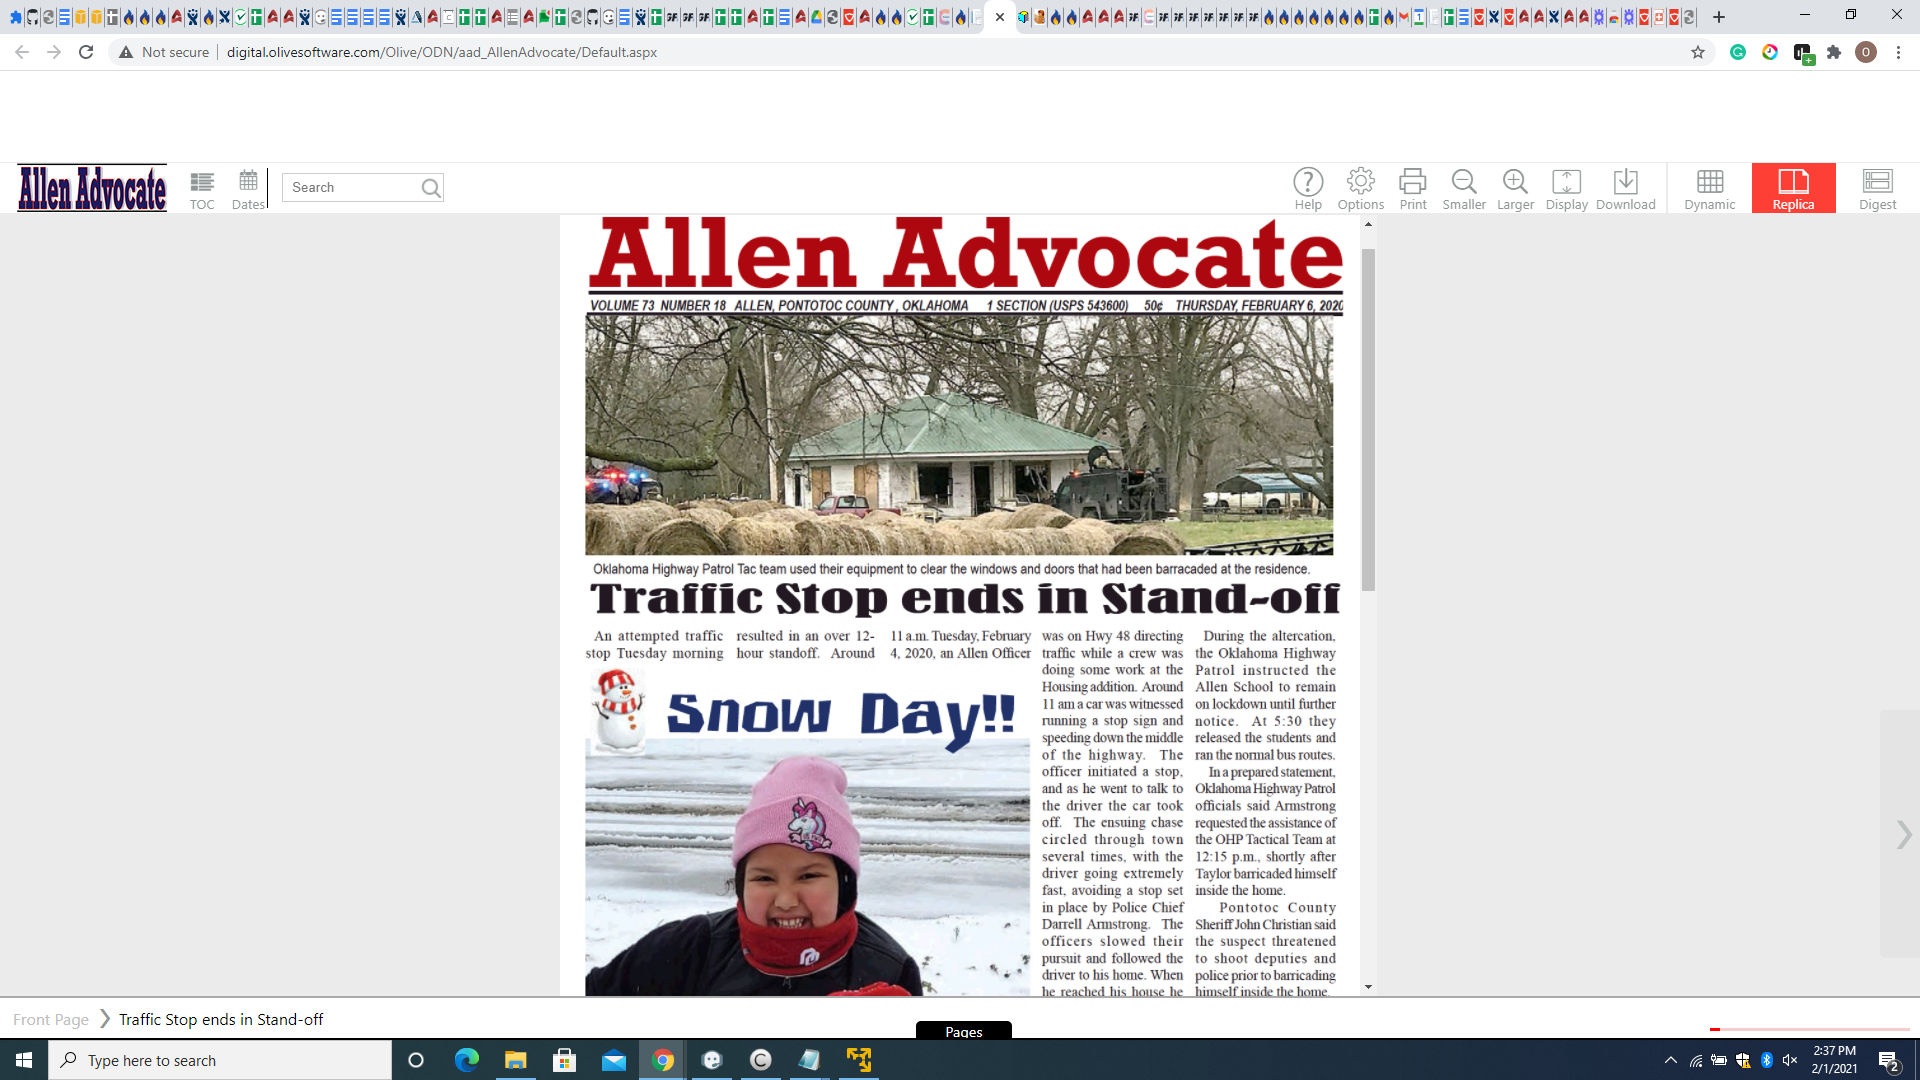 Not secure
digital.olivesoftware.com/Olive/ODN/aad_AllenAdvocate/Default.aspx
O
Allen Advocate
TOC
Dates
Search
Help
Options
Print
Smaller
Larger
Display
Download
Dynamic
Replica
Digest
Allen Advocate
VOLUME 73 NUMBER 18 ALLEN, PONTOTOC COUNTY, OKLAHOMA 1 SECTION (USPS 543600) 50¢ THURSDAY, FEBRUARY 6, 2020
Oklahoma Highway Patrol Tac team used their equipment to clear the windows and doors that had been barracaded at the residence.
Traffic Stop ends in Stand-off
An attempted traffic
stop Tuesday morning
resulted in an over 12-
hour standoff. Around
11 a.m. Tuesday, February
4, 2020, an Allen Officer
was on Hwy 48 directing
traffic while a crew was
doing some work at the
Housing addition. Around
11 am a car was witnessed
running a stop sign and
speeding down the middle
of the highway. The
officer initiated a stop,
and as he went to talk to
the driver the car took
off. The ensuing chase
circled through town
several times, with the
driver going extremely
fast, avoiding a stop set
in place by Police Chief
Darrell Armstrong. The
officers slowed their
pursuit and followed the
driver to his home. When
he reached his house he
During the altercation,
the Oklahoma Highway
Patrol instructed the
Allen School to remain
on lockdown until further
notice. At 5:30 they
released the students and
ran the normal bus routes.
In a prepared statement,
Oklahoma Highway Patrol
officials said Armstrong
requested the assistance of
the OHP Tactical Team at
12:15 p.m., shortly after
Taylor barricaded himself
inside the home.
Pontotoc County
Sheriff John Christian said
the suspect threatened
to shoot deputies and
police prior to barricading
himself inside the home.
Snow Day!!
Front Page
Traffic Stop ends in Stand-off
Pages
Type here to search
2:37 PM
2/1/2021
2